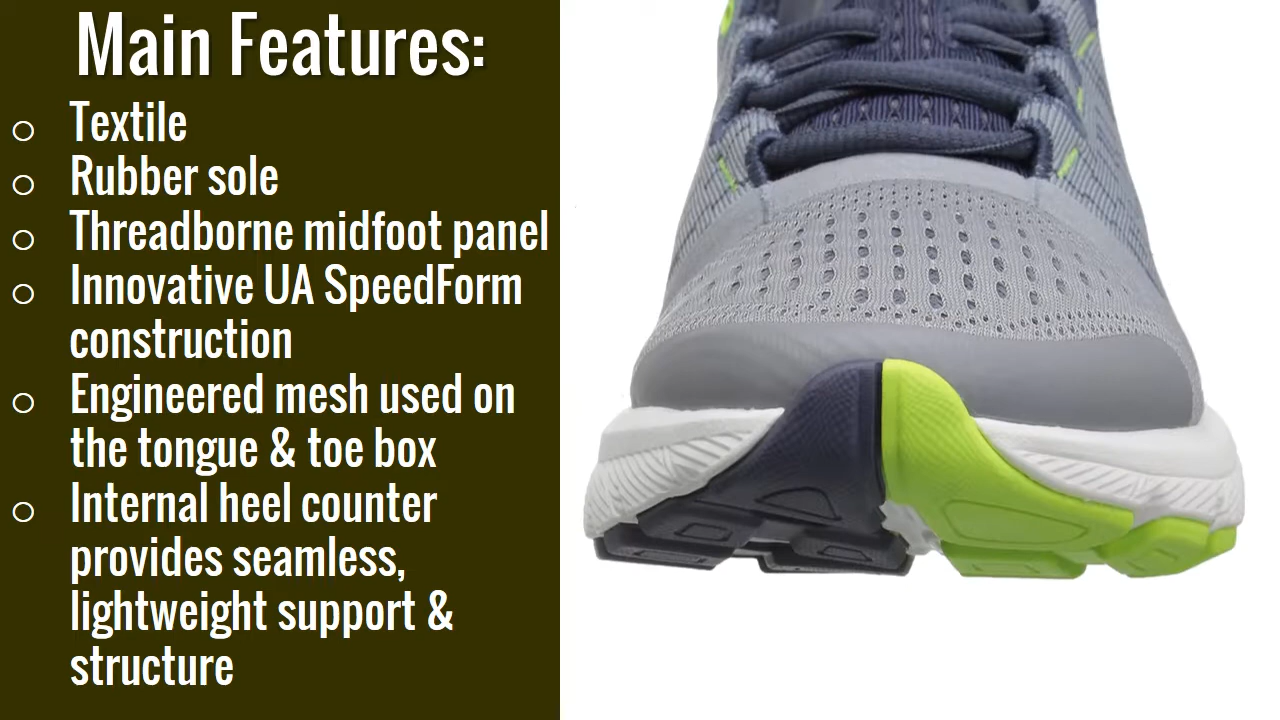 Main Features:
Textile
Rubber sole
Threadborne midfoot panel
Innovative UA SpeedForm
construction
Engineered mesh used on
the tongue & toe box
Internal heel counter
provides seamless,
lightweight support &
structure